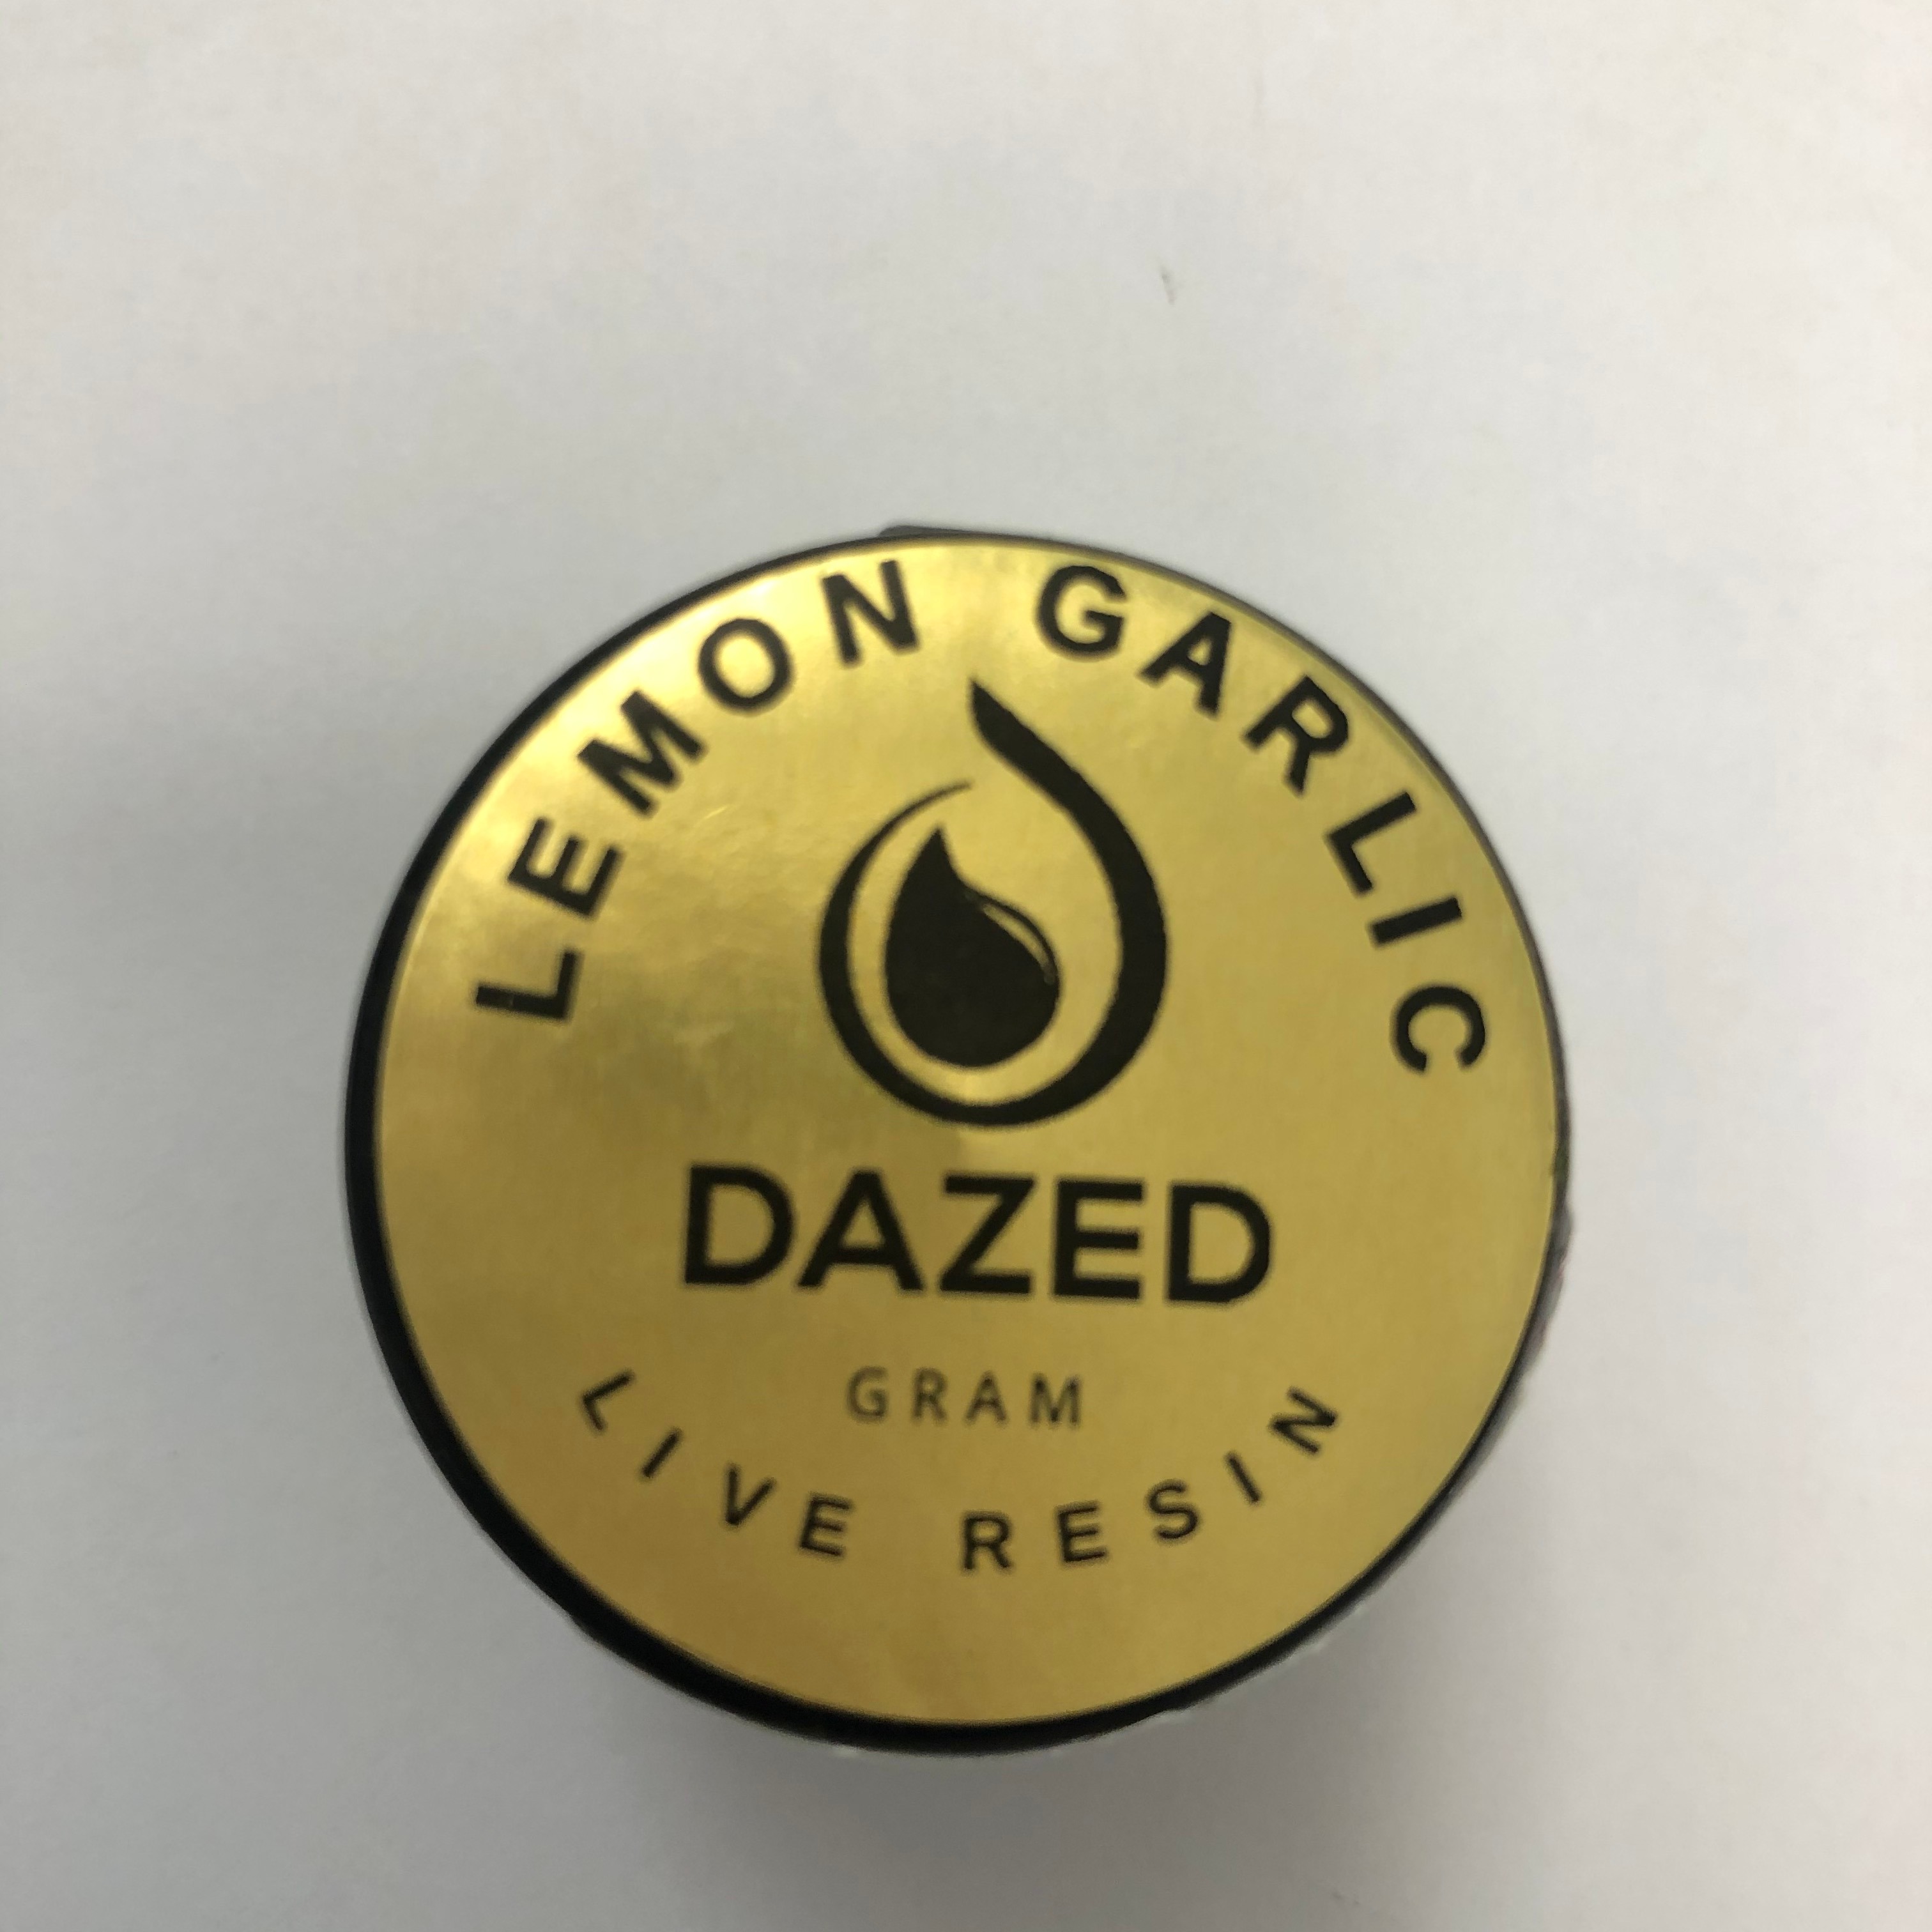 LEMON GARLIC
DAZED
GRAM
LIVE RESIN